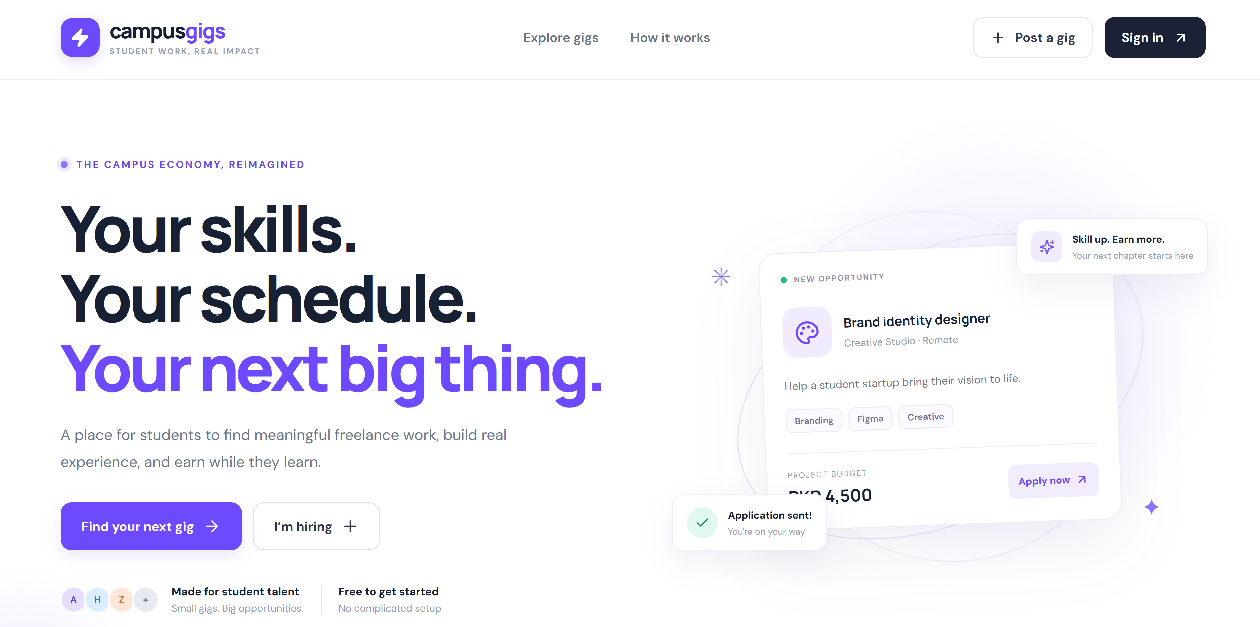 campusgigs
STUDENT WORK, REAL IMPACT
Explore gigs
How it works
+ Post a gig
Sign in
THE CAMPUS ECONOMY, REIMAGINED
Your skills.
Your schedule.
Your next big thing.
A place for students to find meaningful freelance work, build real
experience, and earn while they learn.
Find your next gig →
I'm hiring +
A H Z +
Made for student talent
Small gigs. Big opportunities.
Free to get started
No complicated setup
Skill up. Earn more.
Your next chapter starts here
NEW OPPORTUNITY
Brand identity designer
Creative Studio · Remote
Help a student startup bring their vision to life.
Branding
Figma
Creative
PROJECT BUDGET
PKR 4,500
Apply now
Application sent!
You're on your way